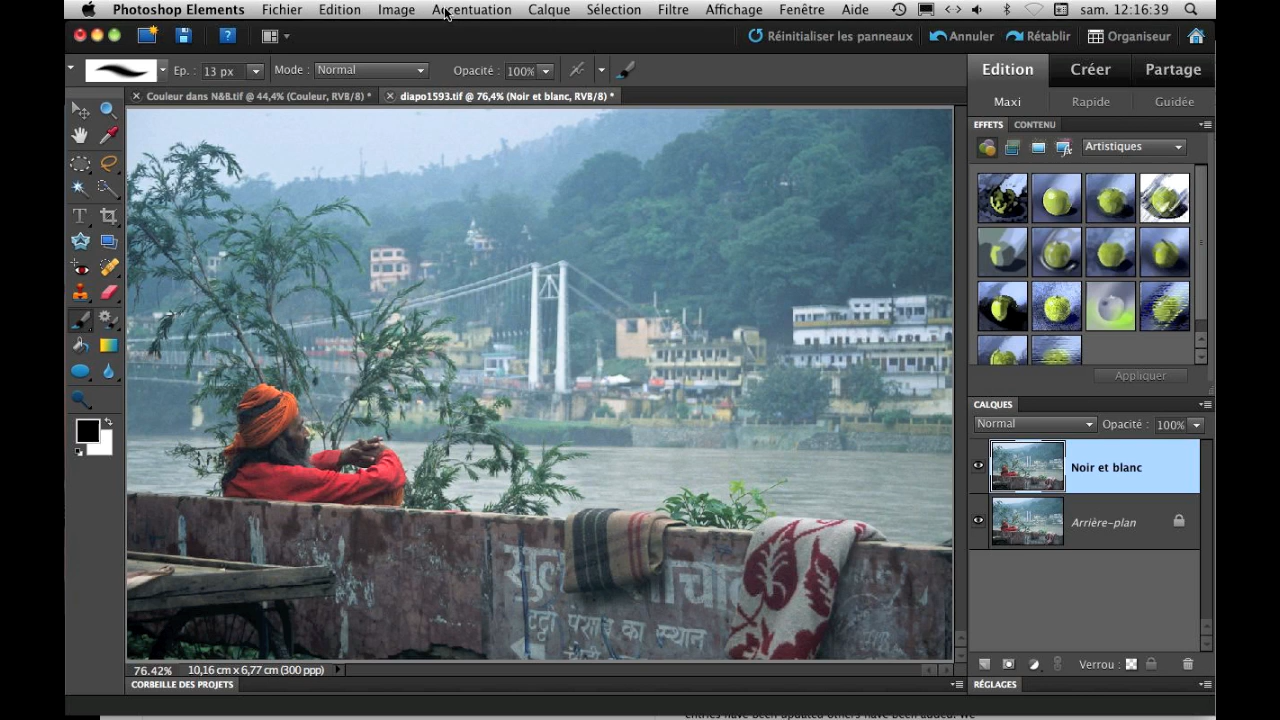 Photoshop Elements Fichier Edition Image Accentuation Calque Sélection Filtre Affichage Fenêtre Aide sam. 12:16:39
Réinitialiser les panneaux Annuler Rétablir Organiseur
Ep. : 13 px Mode : Normal Opacité : 100%
Edition Créer Partage
Couleur dans N&B.tif @ 44,4% (Couleur, RVB/8) * diapo1593.tif @ 76,4% (Noir et blanc, RVB/8) *
Maxi Rapide Guidée
EFFETS CONTENU
Artistiques
Appliquer
CALQUES
Normal Opacité : 100%
Noir et blanc
Arrière-plan
का स्थान
76.42% 10,16 cm x 6,77 cm (300 ppp)
Verrou :
CORBEILLE DES PROJETS
RÉGLAGES